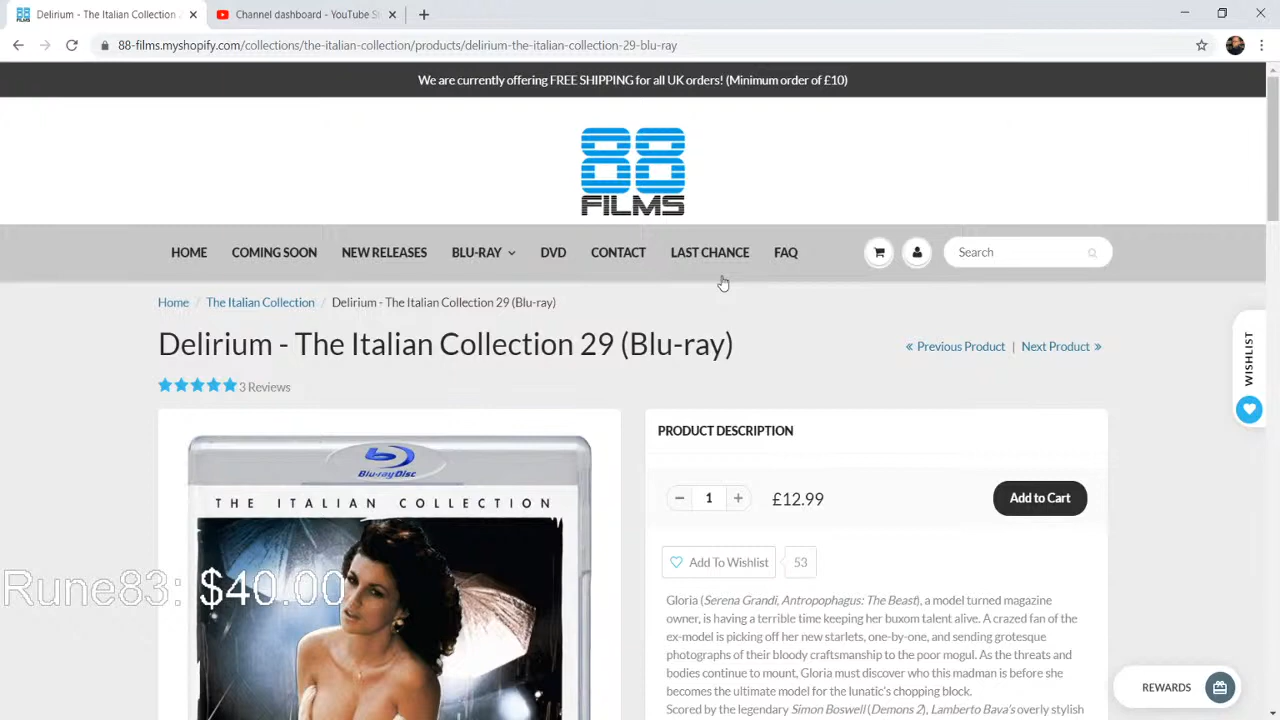 Delirium - The Italian Collection
Channel dashboard - YouTube St
88-films.myshopify.com/collections/the-italian-collection/products/delirium-the-italian-collection-29-blu-ray
We are currently offering FREE SHIPPING for all UK orders! (Minimum order of £10)
88
FILMS
HOME COMING SOON NEW RELEASES BLU-RAY DVD CONTACT LAST CHANCE FAQ Search
Home / The Italian Collection / Delirium - The Italian Collection 29 (Blu-ray)
Delirium - The Italian Collection 29 (Blu-ray)
« Previous Product | Next Product »
WISHLIST
3 Reviews
PRODUCT DESCRIPTION
Blu-ray Disc
THE ITALIAN COLLECTION
− 1 + £12.99 Add to Cart
Add To Wishlist 53
Rune83: $40.00
Gloria (Serena Grandi, Antropophagus: The Beast), a model turned magazine
owner, is having a terrible time keeping her buxom talent alive. A crazed fan of the
ex-model is picking off her new starlets, one-by-one, and sending grotesque
photographs of their bloody craftsmanship to the poor mogul. As the threats and
bodies continue to mount, Gloria must discover who this madman is before she
becomes the ultimate model for the lunatic's chopping block.
Scored by the legendary Simon Boswell (Demons 2), Lamberto Bava's overly stylish
REWARDS